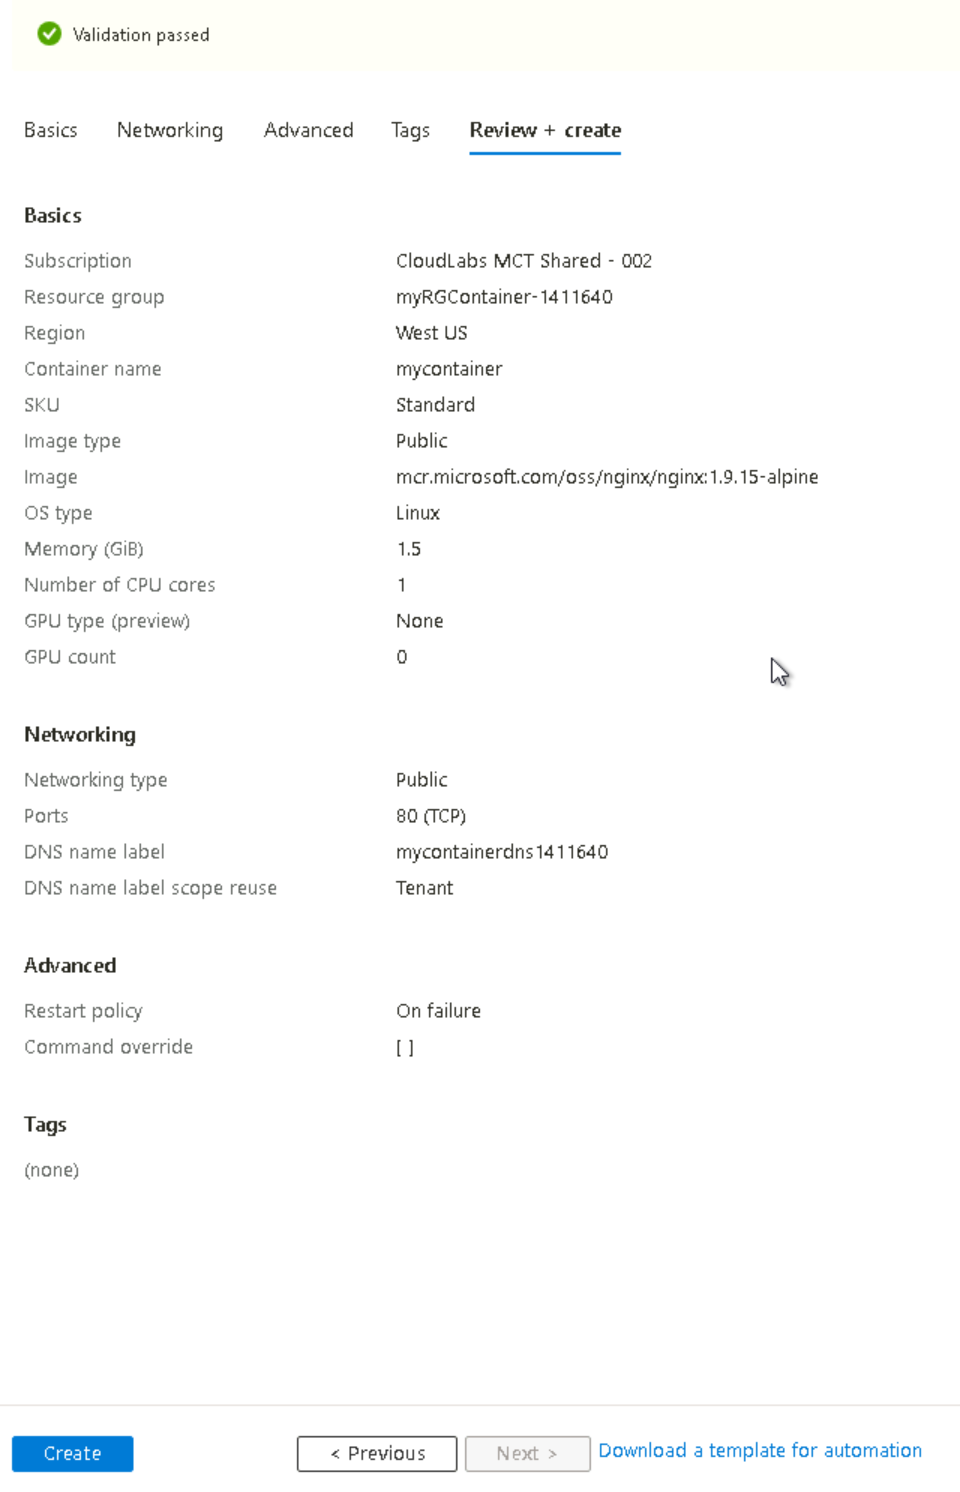 Validation passed
Basics Networking Advanced Tags Review + create
Basics
Subscription CloudLabs MCT Shared - 002
Resource group myRGContainer-1411640
Region West US
Container name mycontainer
SKU Standard
Image type Public
Image mcr.microsoft.com/oss/nginx/nginx:1.9.15-alpine
OS type Linux
Memory (GiB) 1.5
Number of CPU cores 1
GPU type (preview) None
GPU count 0
Networking
Networking type Public
Ports 80 (TCP)
DNS name label mycontainerdns1411640
DNS name label scope reuse Tenant
Advanced
Restart policy On failure
Command override [ ]
Tags
(none)
Create < Previous Next > Download a template for automation